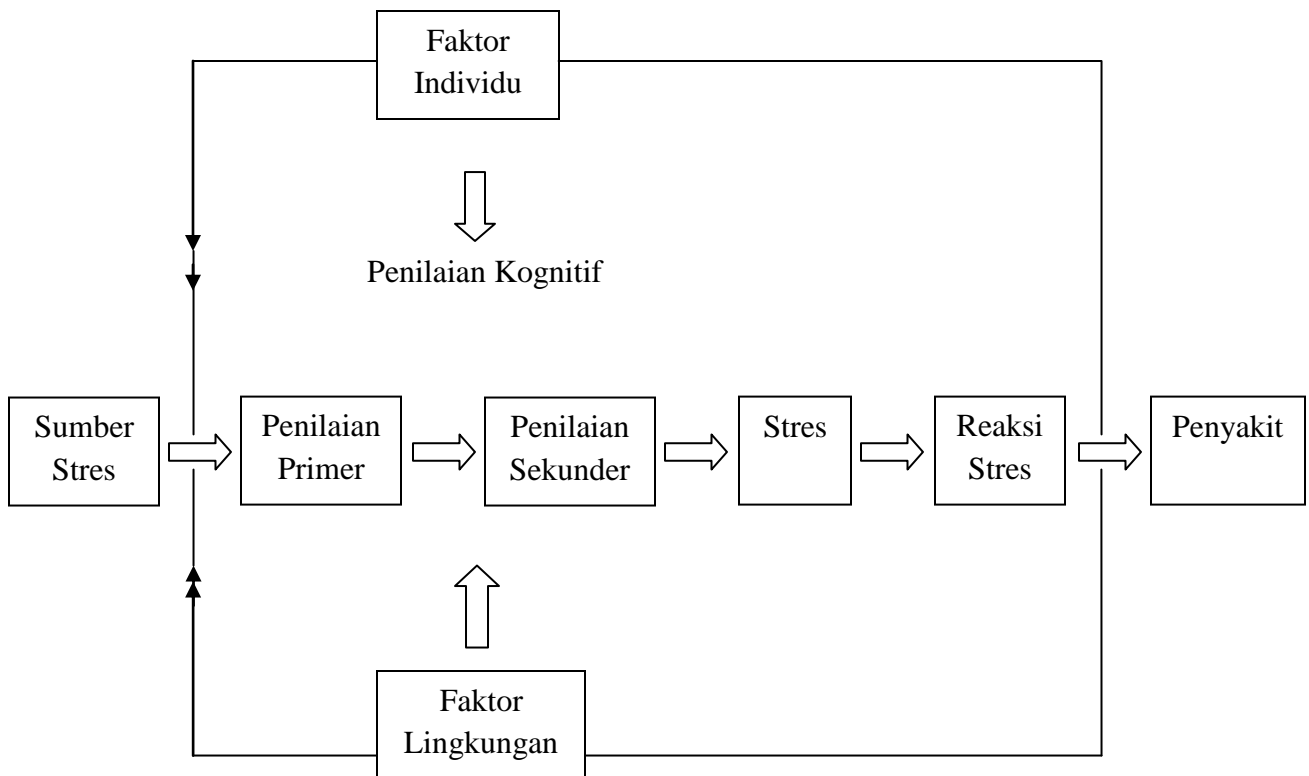 Faktor
Individu
Penilaian Kognitif
Sumber
Stres
Penilaian
Primer
Penilaian
Sekunder
Stres
Reaksi
Stres
Penyakit
Faktor
Lingkungan